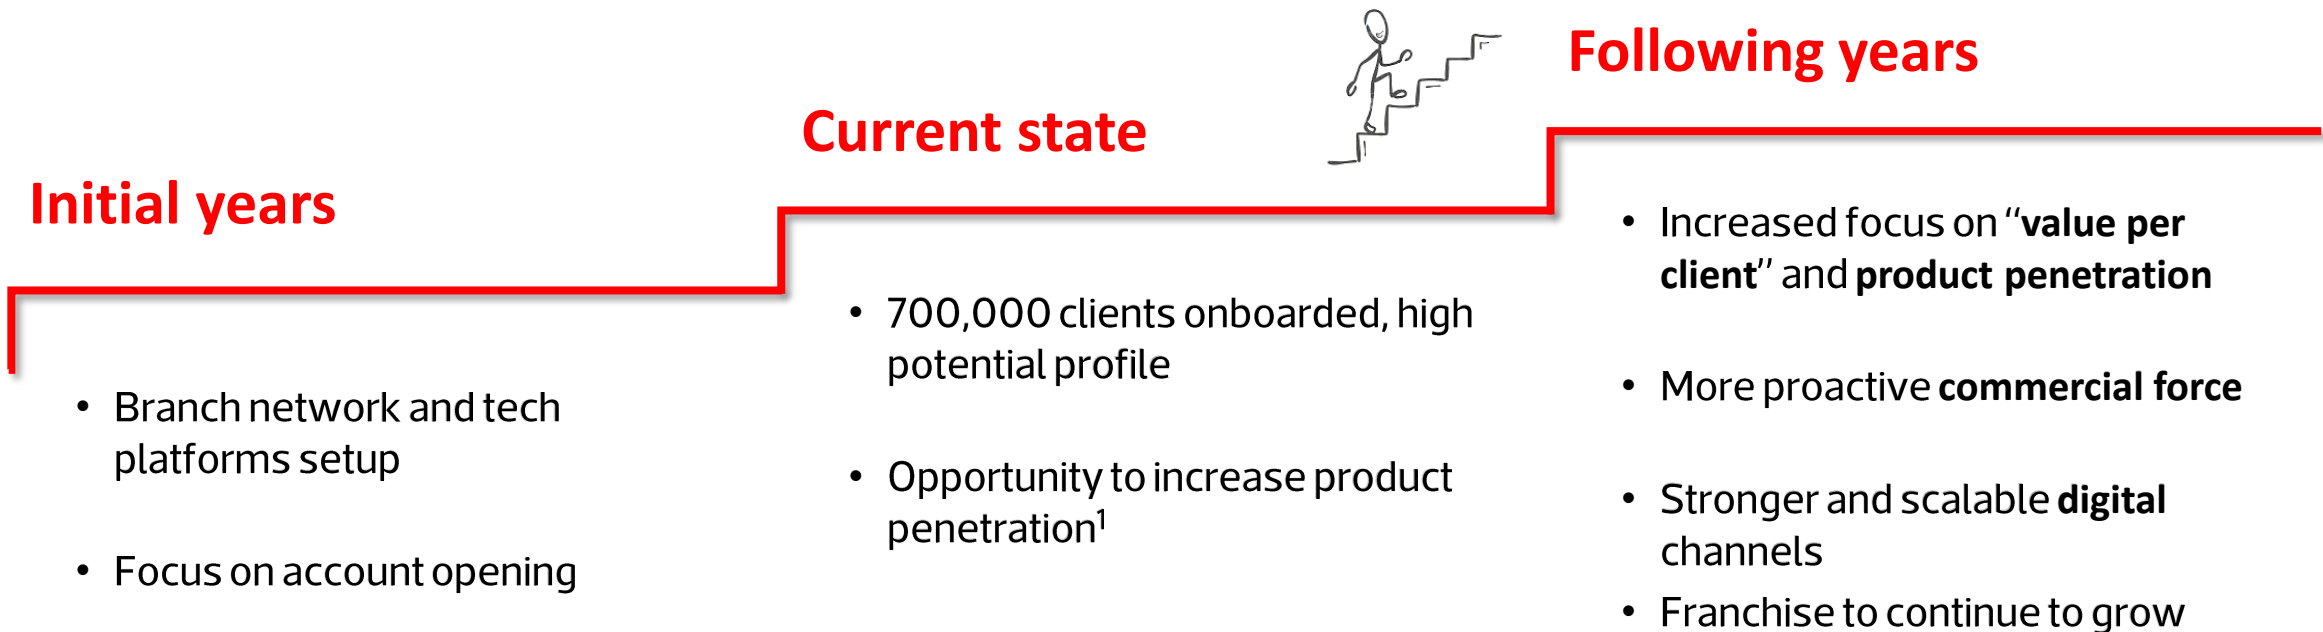 Initial years
• Branch network and tech
platforms setup
• Focus on account opening
Current state
• 700,000 clients onboarded, high
potential profile
• Opportunity to increase product
penetration¹
Following years
• Increased focus on “value per
client” and product penetration
• More proactive commercial force
• Stronger and scalable digital
channels
• Franchise to continue to grow